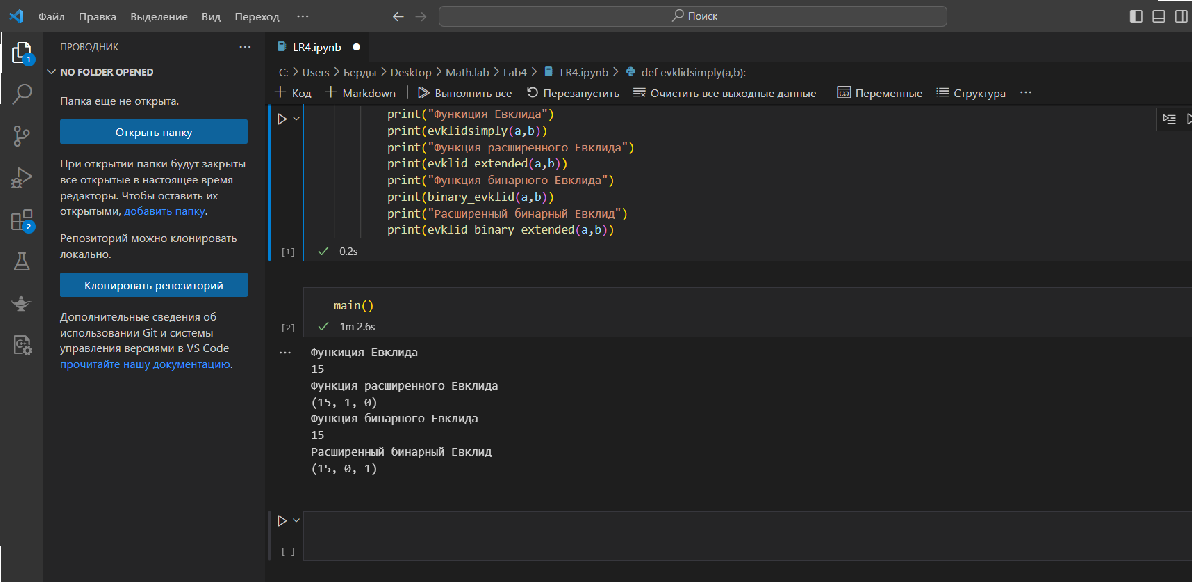 Файл Правка Выделение Вид Переход ··· Поиск
ПРОВОДНИК ···
NO FOLDER OPENED
Папка еще не открыта.
Открыть папку
При открытии папки будут закрыты
все открытые в настоящее время
редакторы. Чтобы оставить их
открытыми, добавить папку.
Репозиторий можно клонировать
локально.
Клонировать репозиторий
Дополнительные сведения об
использовании Git и системы
управления версиями в VS Code
прочитайте нашу документацию.
1
2
LR4.ipynb
C: > Users > Берды > Desktop > Math.lab > Lab4 > LR4.ipynb > def evklidsimply(a,b):
+ Код + Markdown Выполнить все Перезапустить Очистить все выходные данные Переменные Структура ···
print("Функиция Евклида")
print(evklidsimply(a,b))
print("Функция расширенного Евклида")
print(evklid_extended(a,b))
print("Функция бинарного Евклида")
print(binary_evklid(a,b))
print("Расширенный бинарный Евклид")
print(evklid_binary_extended(a,b))
[1] 0.2s
main()
[2] 1m 2.6s
Функиция Евклида
15
Функция расширенного Евклида
(15, 1, 0)
Функция бинарного Евклида
15
Расширенный бинарный Евклид
(15, 0, 1)
[ ]